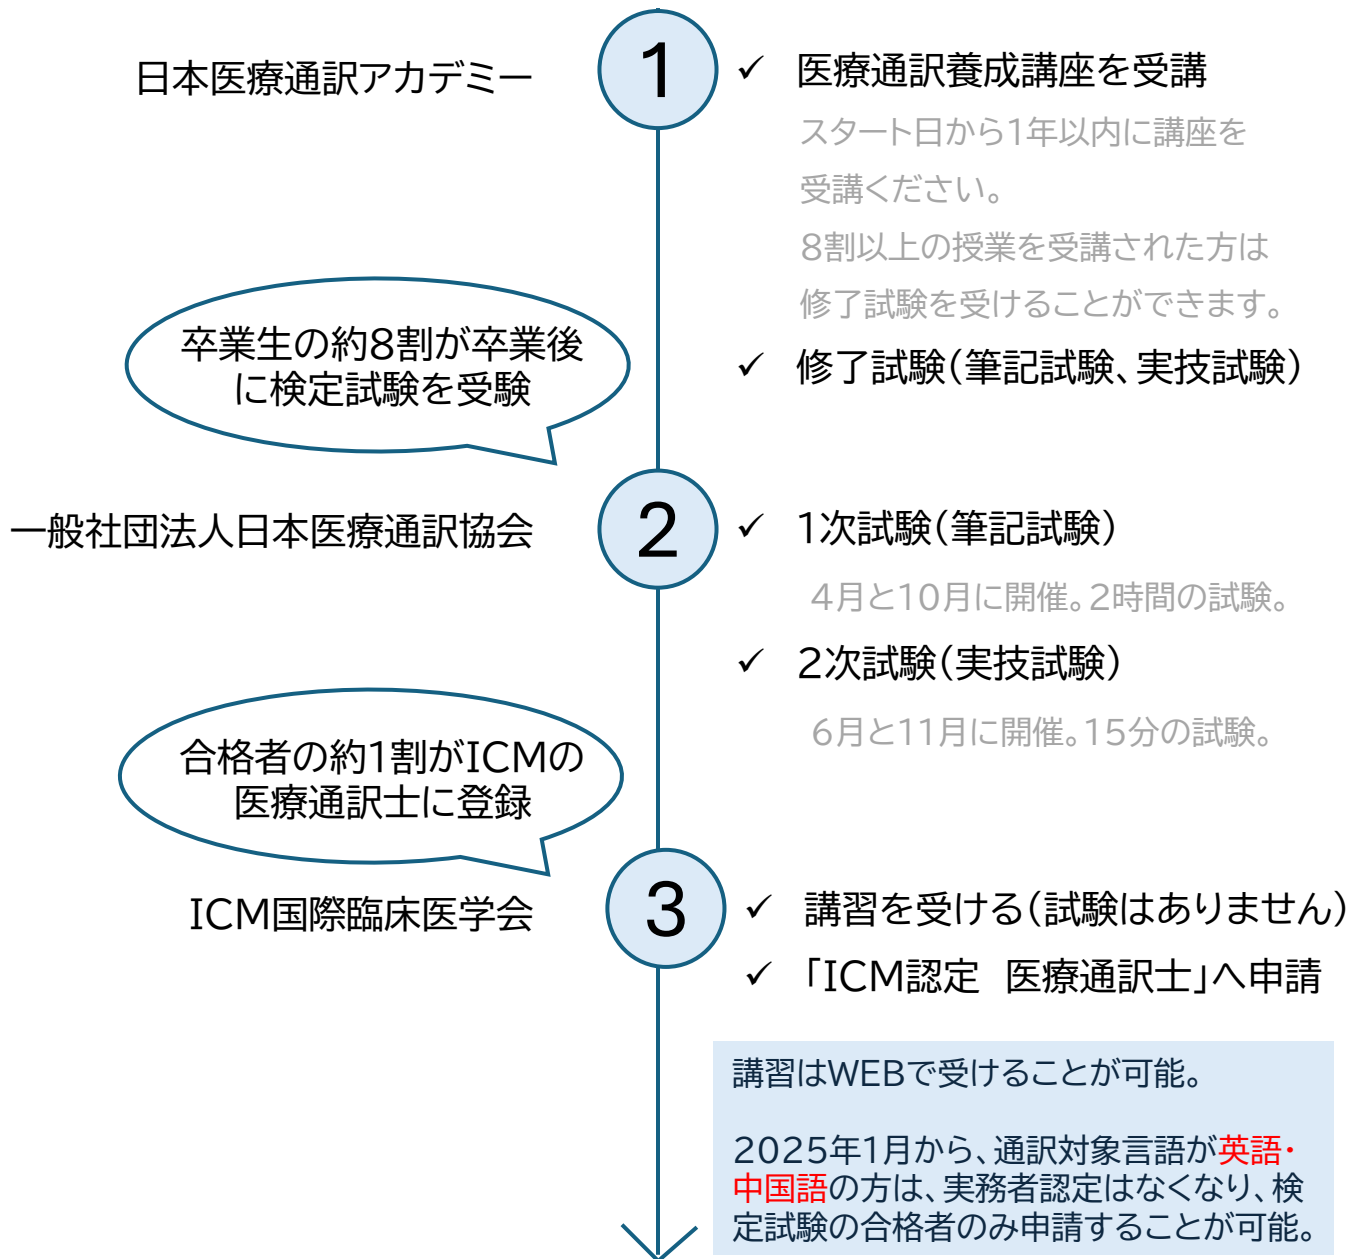 日本医療通訳アカデミー
1
✓ 医療通訳養成講座を受講
スタート日から1年以内に講座を
受講ください。
8割以上の授業を受講された方は
修了試験を受けることができます。
✓ 修了試験(筆記試験、実技試験)
卒業生の約8割が卒業後
に検定試験を受験
一般社団法人日本医療通訳協会
2
✓ 1次試験(筆記試験)
4月と10月に開催。2時間の試験。
✓ 2次試験(実技試験)
6月と11月に開催。15分の試験。
合格者の約1割がICMの
医療通訳士に登録
ICM国際臨床医学会
3
✓ 講習を受ける(試験はありません)
✓ 「ICM認定　医療通訳士」へ申請
講習はWEBで受けることが可能。
2025年1月から、通訳対象言語が英語・
中国語の方は、実務者認定はなくなり、検
定試験の合格者のみ申請することが可能。